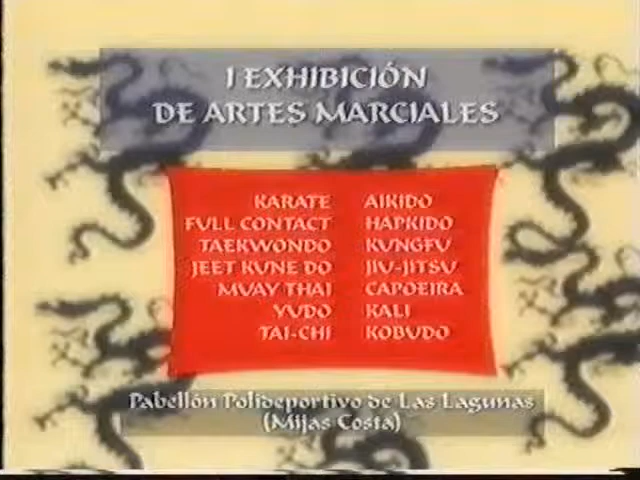 I EXHIBICIÓN
DE ARTES MARCIALES
KARATE AIKIDO
FULL CONTACT HAPKIDO
TAEKWONDO KUNGFU
JEET KUNE DO JIU-JITSU
MUAY THAI CAPOEIRA
YUDO KALI
TAI-CHI KOBUDO
Pabellón Polideportivo de Las Lagunas
(Mijas Costa)